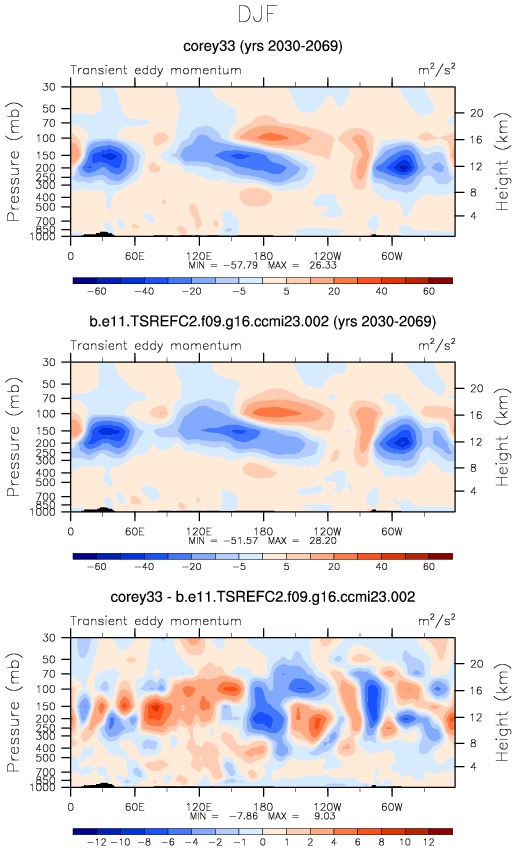 DJF
corey33 (yrs 2030-2069)
Transient eddy momentum m²/s²
30
50
70
100
150
200
250
300
400
500
700
850
1000
Pressure (mb)
20
16
12
8
4
Height (km)
0 60E 120E 180 120W 60W
MIN = -57.79 MAX = 26.33
-60 -40 -20 -5 5 20 40 60
b.e11.TSREFC2.f09.g16.ccmi23.002 (yrs 2030-2069)
Transient eddy momentum m²/s²
30
50
70
100
150
200
250
300
400
500
700
850
1000
Pressure (mb)
20
16
12
8
4
Height (km)
0 60E 120E 180 120W 60W
MIN = -51.57 MAX = 28.20
-60 -40 -20 -5 5 20 40 60
corey33 - b.e11.TSREFC2.f09.g16.ccmi23.002
Transient eddy momentum m²/s²
30
50
70
100
150
200
250
300
400
500
700
850
1000
Pressure (mb)
20
16
12
8
4
Height (km)
0 60E 120E 180 120W 60W
MIN = -7.86 MAX = 9.03
-12 -10 -8 -6 -4 -2 -1 0 1 2 4 6 8 10 12